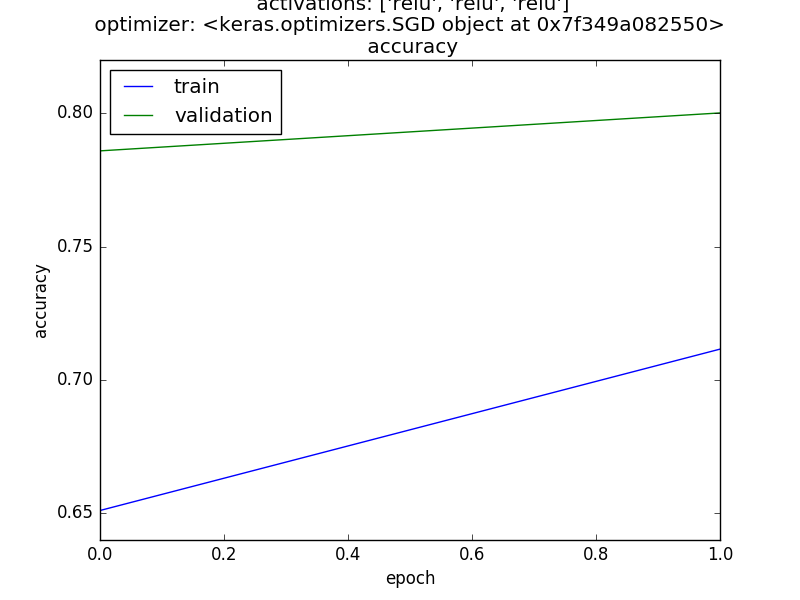 activations: ['relu', 'relu', 'relu']
optimizer: <keras.optimizers.SGD object at 0x7f349a082550>
accuracy
train
validation
0.80
0.75
0.70
0.65
accuracy
0.0 0.2 0.4 0.6 0.8 1.0
epoch